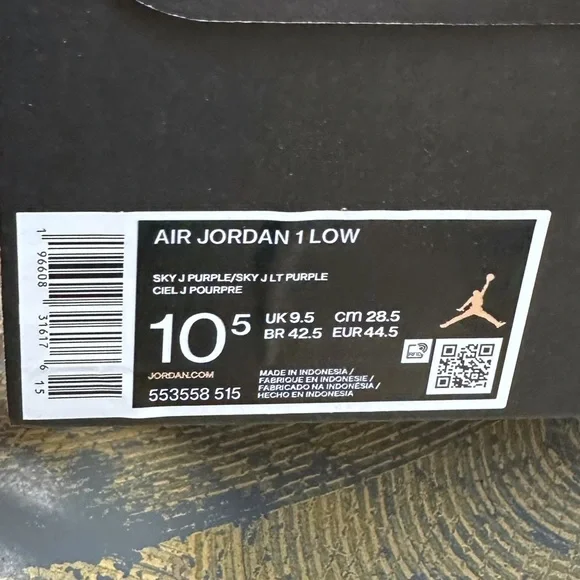 AIR JORDAN 1 LOW
SKY J PURPLE/SKY J LT PURPLE
CIEL J POURPRE
10 5
UK 9.5 cm 28.5
BR 42.5 EUR 44.5
JORDAN.COM
553558 515
MADE IN INDONESIA /
FABRIQUE EN INDONESIE /
FABRICADO NA INDONÉSIA /
HECHO EN INDONESIA
RFID
1 96608 31617 6 15